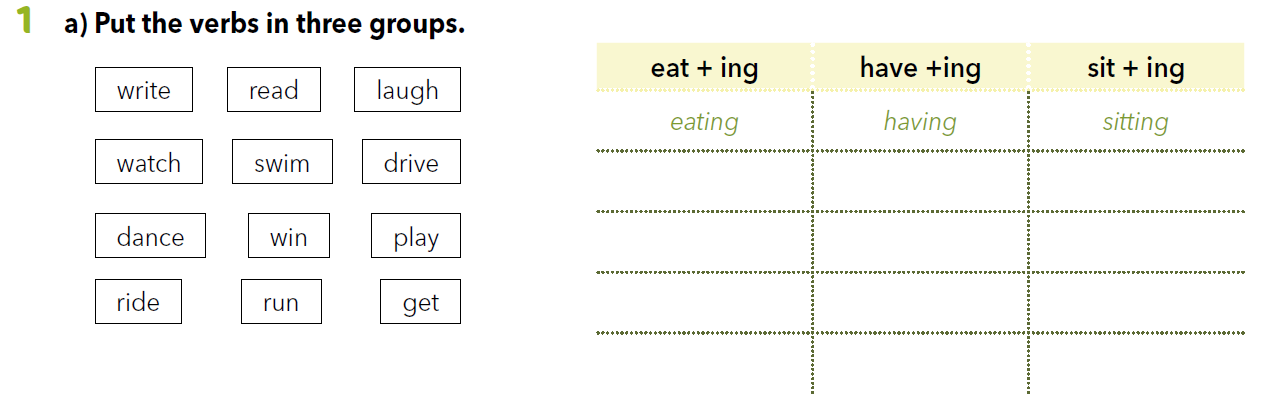 1 a) Put the verbs in three groups.
write read laugh
watch swim drive
dance win play
ride run get
eat + ing have +ing sit + ing
eating having sitting